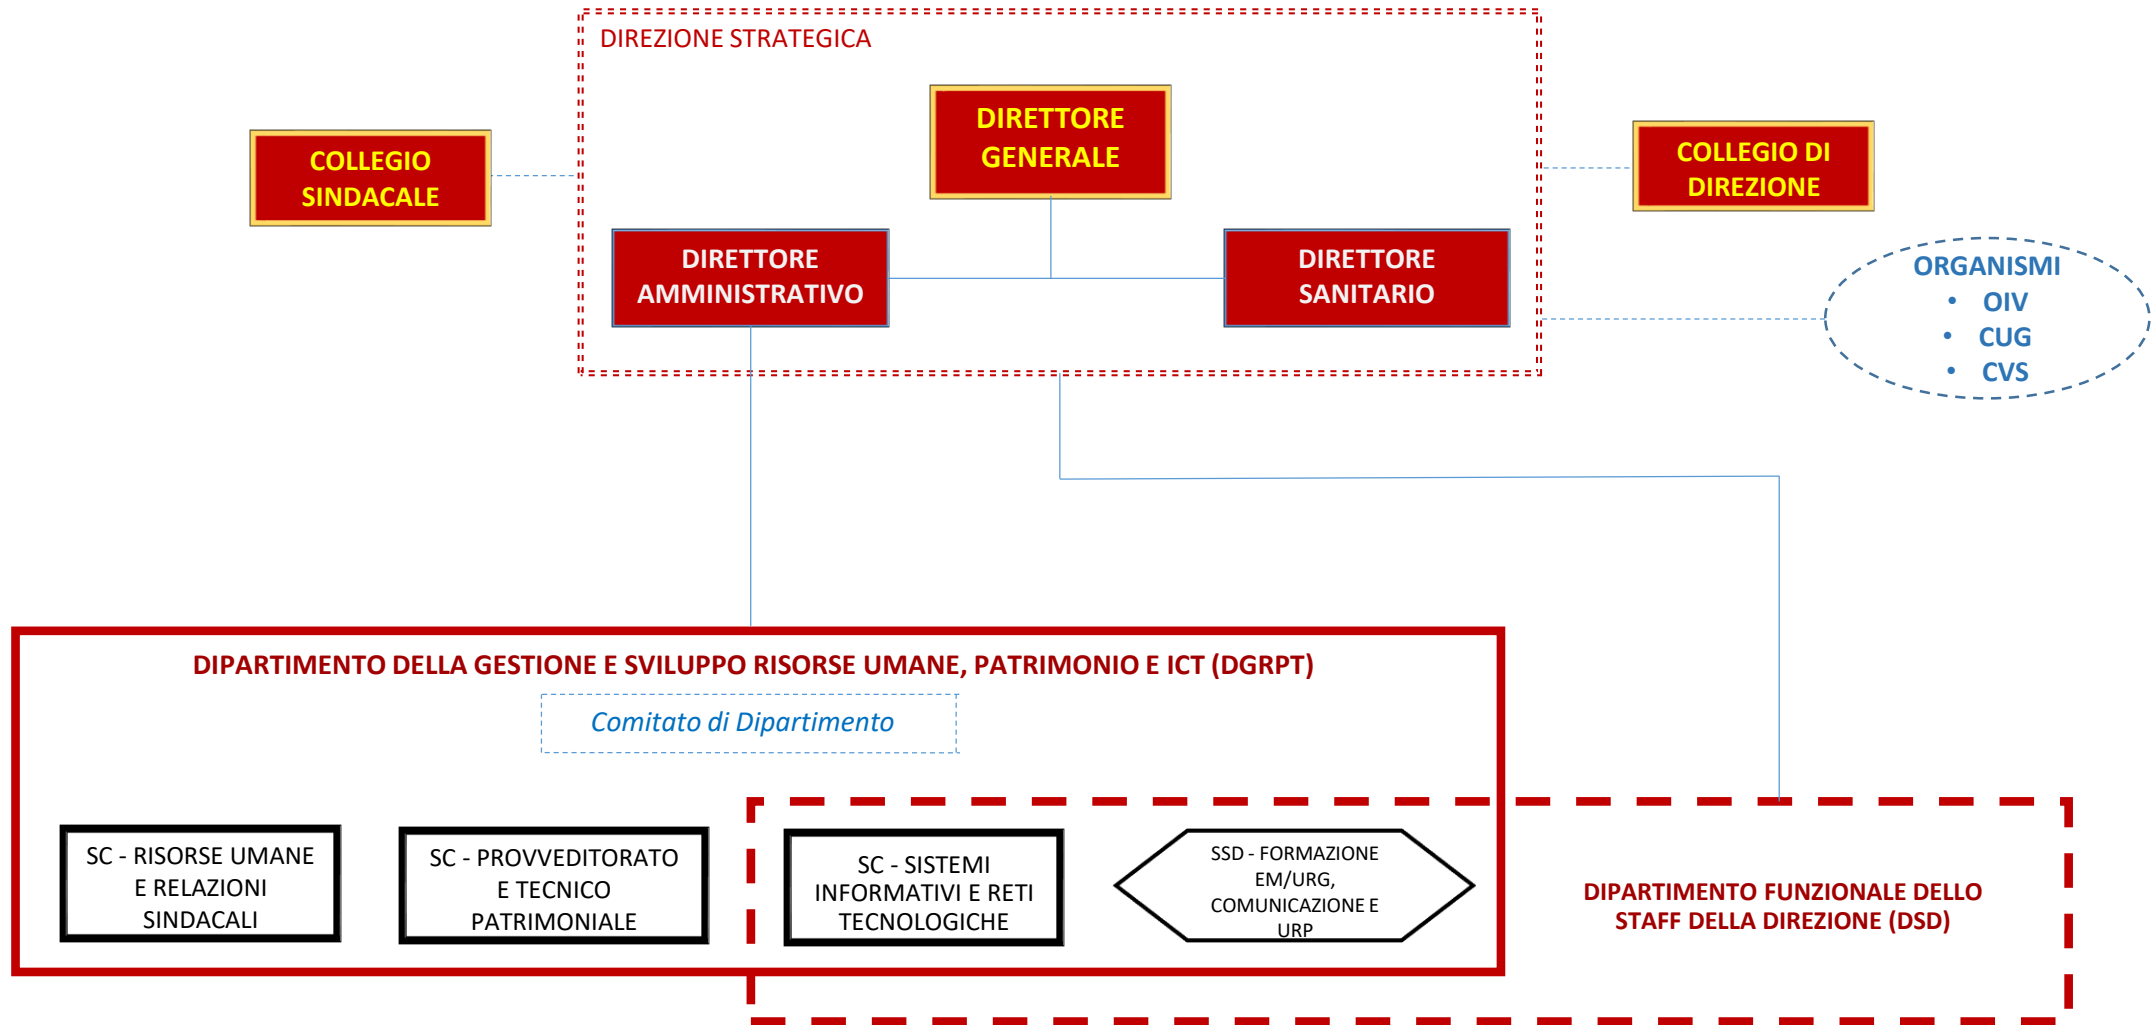 DIREZIONE STRATEGICA
DIRETTORE
GENERALE
COLLEGIO
SINDACALE
COLLEGIO DI
DIREZIONE
DIRETTORE
AMMINISTRATIVO
DIRETTORE
SANITARIO
ORGANISMI
• OIV
• CUG
• CVS
DIPARTIMENTO DELLA GESTIONE E SVILUPPO RISORSE UMANE, PATRIMONIO E ICT (DGRPT)
Comitato di Dipartimento
SC - RISORSE UMANE
E RELAZIONI
SINDACALI
SC - PROVVEDITORATO
E TECNICO
PATRIMONIALE
SC - SISTEMI
INFORMATIVI E RETI
TECNOLOGICHE
SSD - FORMAZIONE
EM/URG,
COMUNICAZIONE E
URP
DIPARTIMENTO FUNZIONALE DELLO
STAFF DELLA DIREZIONE (DSD)